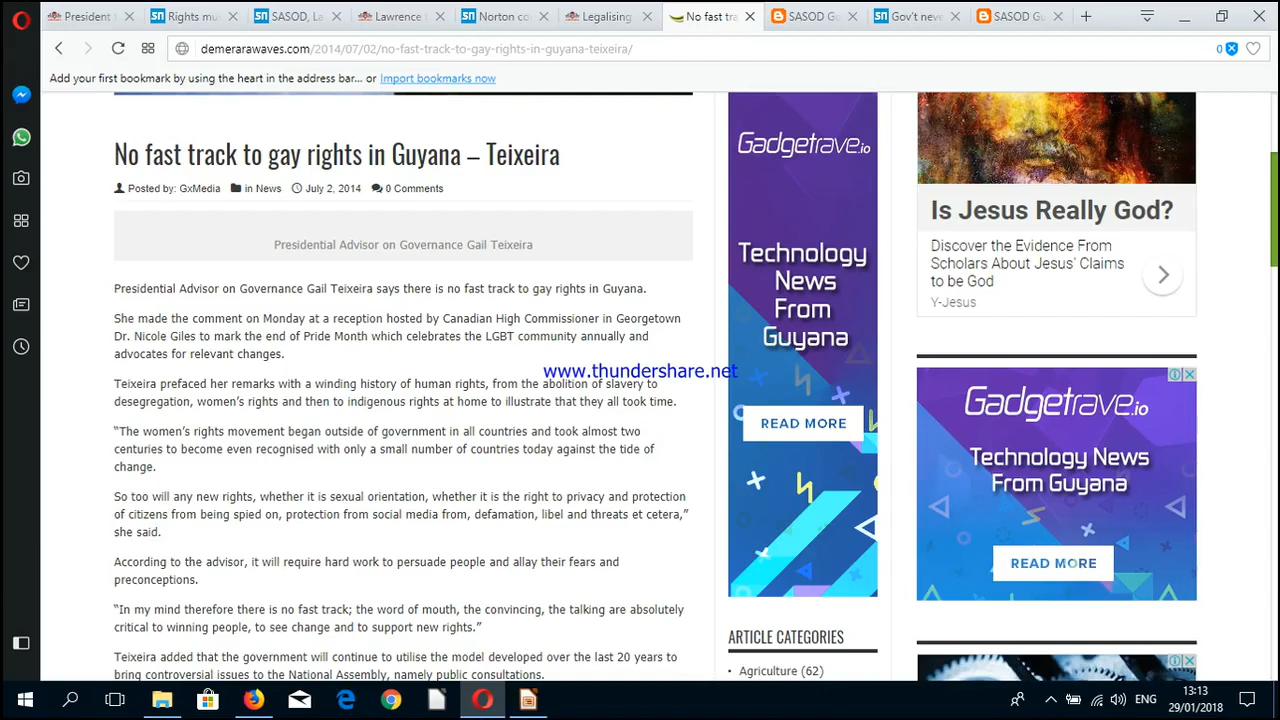 President
Rights mu
SASOD, La
Lawrence
Norton co
Legalising
No fast tra
SASOD G
Gov't neve
SASOD Gu
demerarawaves.com/2014/07/02/no-fast-track-to-gay-rights-in-guyana-teixeira/
0
Add your first bookmark by using the heart in the address bar... or Import bookmarks now
No fast track to gay rights in Guyana – Teixeira
Posted by: GxMedia in News July 2, 2014 0 Comments
Presidential Advisor on Governance Gail Teixeira
Presidential Advisor on Governance Gail Teixeira says there is no fast track to gay rights in Guyana.
She made the comment on Monday at a reception hosted by Canadian High Commissioner in Georgetown
Dr. Nicole Giles to mark the end of Pride Month which celebrates the LGBT community annually and
advocates for relevant changes.
www.thundershare.net
Teixeira prefaced her remarks with a winding history of human rights, from the abolition of slavery to
desegregation, women's rights and then to indigenous rights at home to illustrate that they all took time.
“The women's rights movement began outside of government in all countries and took almost two
centuries to become even recognised with only a small number of countries today against the tide of
change.
So too will any new rights, whether it is sexual orientation, whether it is the right to privacy and protection
of citizens from being spied on, protection from social media from, defamation, libel and threats et cetera,”
she said.
According to the advisor, it will require hard work to persuade people and allay their fears and
preconceptions.
“In my mind therefore there is no fast track; the word of mouth, the convincing, the talking are absolutely
critical to winning people, to see change and to support new rights.”
Teixeira added that the government will continue to utilise the model developed over the last 20 years to
bring controversial issues to the National Assembly, namely public consultations.
Gadgetrave.io
Technology
News
From
Guyana
READ MORE
ARTICLE CATEGORIES
Agriculture (62)
Is Jesus Really God?
Discover the Evidence From
Scholars About Jesus' Claims
to be God
Y-Jesus
Gadgetrave.io
Technology News
From Guyana
READ MORE
ENG
13:13
29/01/2018